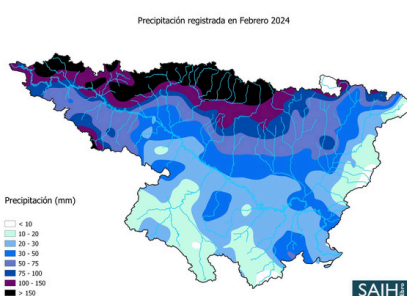 Precipitación registrada en Febrero 2024
Precipitación (mm)
< 10
10 - 20
20 - 30
30 - 50
50 - 75
75 - 100
100 - 150
> 150
SAIH
Ebro